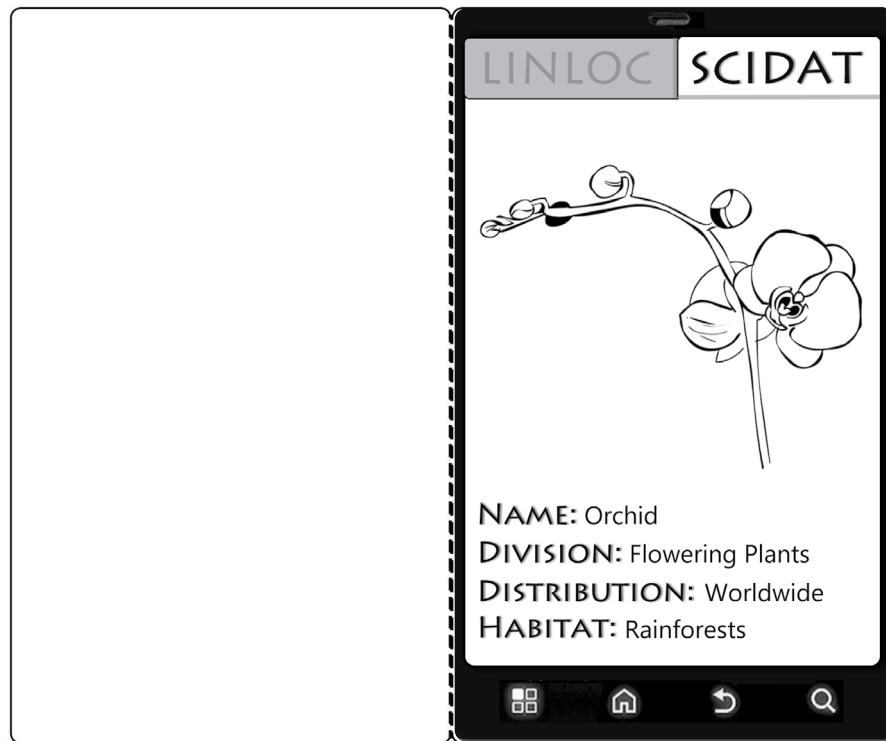 LINLOC SCIDAT
NAME: Orchid
DIVISION: Flowering Plants
DISTRIBUTION: Worldwide
HABITAT: Rainforests